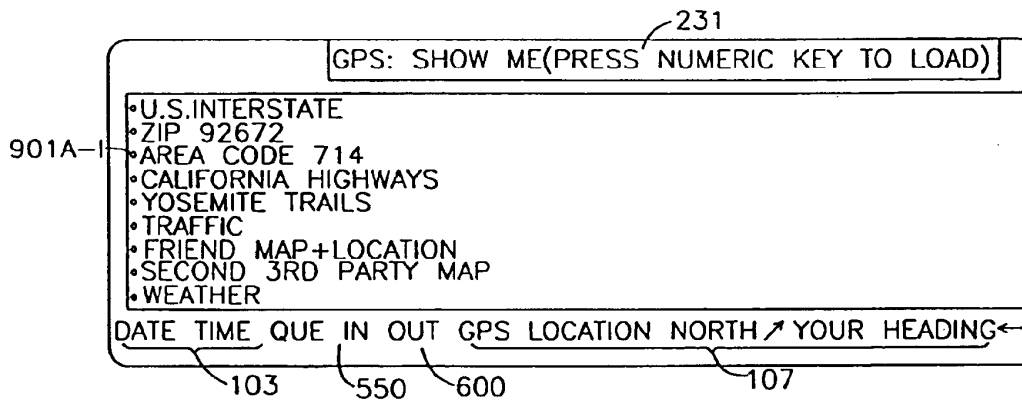 231
GPS: SHOW ME(PRESS NUMERIC KEY TO LOAD)
•U.S.INTERSTATE
•ZIP 92672
901A-I
•AREA CODE 714
•CALIFORNIA HIGHWAYS
•YOSEMITE TRAILS
•TRAFFIC
•FRIEND MAP+LOCATION
•SECOND 3RD PARTY MAP
•WEATHER
DATE TIME QUE IN OUT GPS LOCATION NORTH↗YOUR HEADING←
103 550 600 107